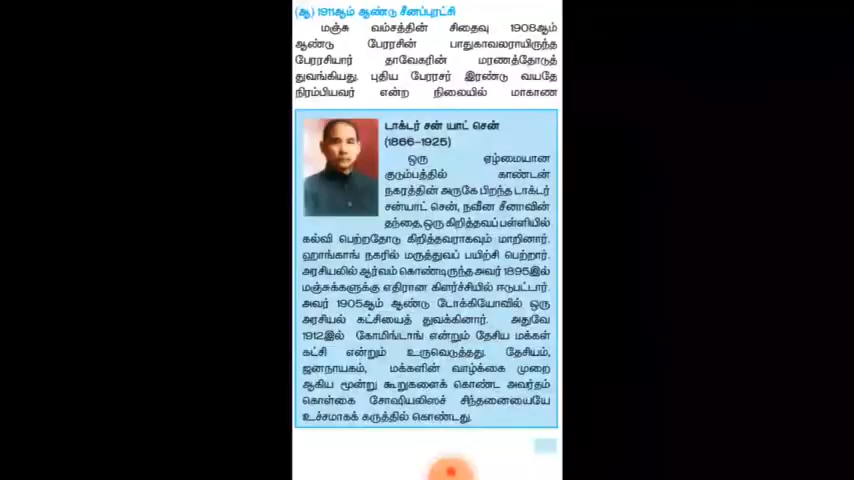 (ஆ) 1911ஆம் ஆண்டு சீனப்புரட்சி
மஞ்சு வம்சத்தின் சிதைவு 1908ஆம்
ஆண்டு பேரரசின் பாதுகாவலராயிருந்த
பேரரசியார் தாவேகரின் மரணத்தோடுத்
துவங்கியது. புதிய பேரரசர் இரண்டு வயதே
நிரம்பியவர் என்ற நிலையில் மாகாண
டாக்டர் சன் யாட் சென்
(1866–1925)
ஒரு ஏழ்மையான
குடும்பத்தில் காண்டன்
நகரத்தின் அருகே பிறந்த டாக்டர்
சன்யாட் சென், நவீன சீனாவின்
தந்தை, ஒரு கிறித்தவப் பள்ளியில்
கல்வி பெற்றதோடு கிறித்தவராகவும் மாறினார்.
ஹாங்காங் நகரில் மருத்துவப் பயிற்சி பெற்றார்.
அரசியலில் ஆர்வம் கொண்டிருந்த அவர் 1895இல்
மஞ்சுக்களுக்கு எதிரான கிளர்ச்சியில் ஈடுபட்டார்.
அவர் 1905ஆம் ஆண்டு டோக்கியோவில் ஒரு
அரசியல் கட்சியைத் துவக்கினார். அதுவே
1912இல் கோமிங்டாங் என்றும் தேசிய மக்கள்
கட்சி என்றும் உருவெடுத்தது. தேசியம்,
ஜனநாயகம், மக்களின் வாழ்க்கை முறை
ஆகிய மூன்று கூறுகளைக் கொண்ட அவர்தம்
கொள்கை சோஷியலிஸச் சிந்தனையையே
உச்சமாகக் கருத்தில் கொண்டது.